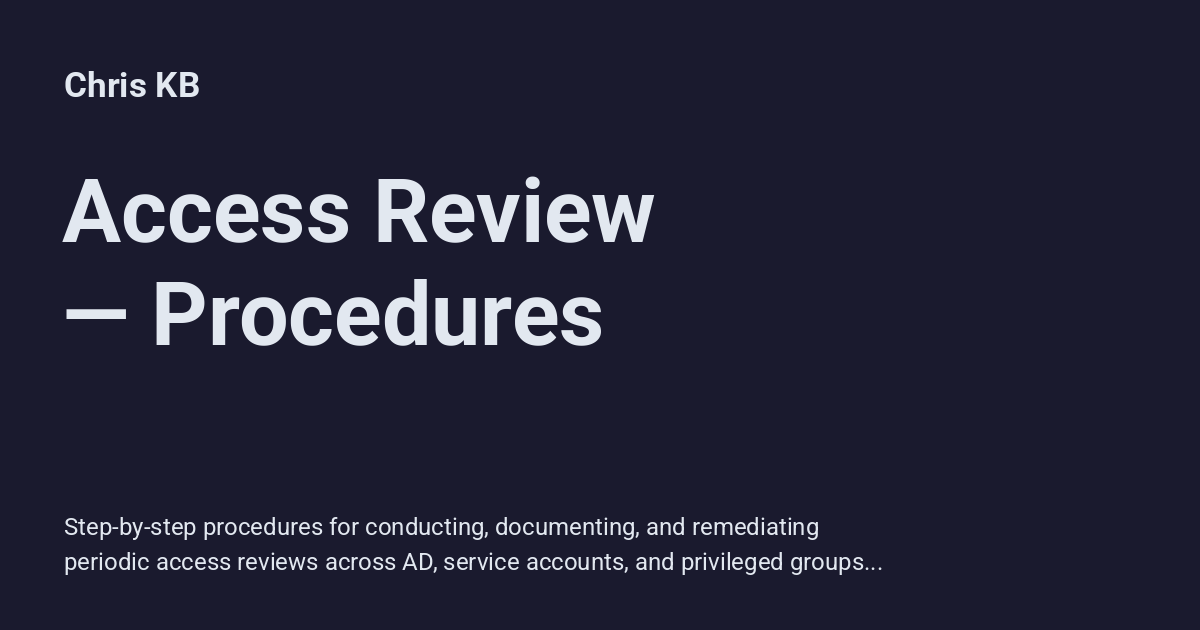 Chris KB
Access Review
— Procedures
Step-by-step procedures for conducting, documenting, and remediating
periodic access reviews across AD, service accounts, and privileged groups...